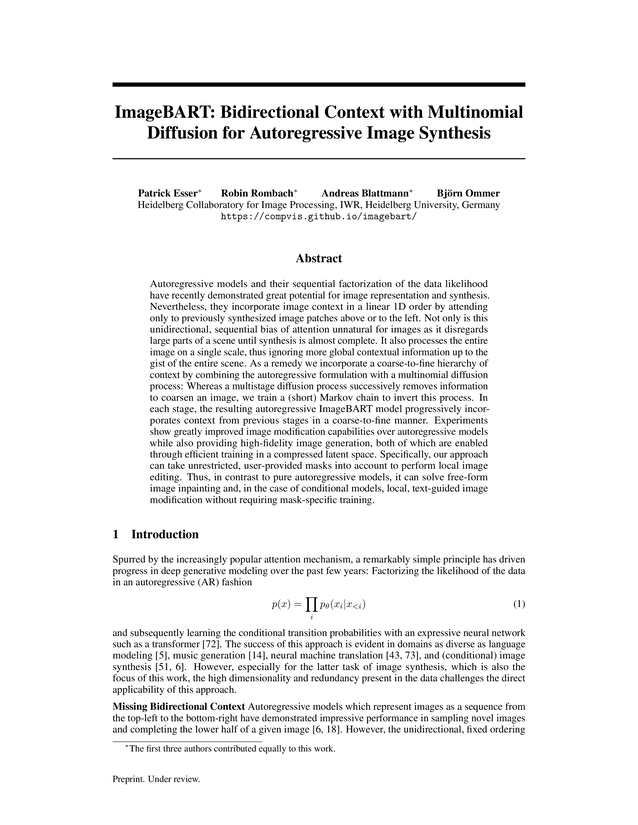 ImageBART: Bidirectional Context with Multinomial
Diffusion for Autoregressive Image Synthesis
Patrick Esser* Robin Rombach* Andreas Blattmann* Björn Ommer
Heidelberg Collaboratory for Image Processing, IWR, Heidelberg University, Germany
https://compvis.github.io/imagebart/
Abstract
Autoregressive models and their sequential factorization of the data likelihood
have recently demonstrated great potential for image representation and synthesis.
Nevertheless, they incorporate image context in a linear 1D order by attending
only to previously synthesized image patches above or to the left. Not only is this
unidirectional, sequential bias of attention unnatural for images as it disregards
large parts of a scene until synthesis is almost complete. It also processes the entire
image on a single scale, thus ignoring more global contextual information up to the
gist of the entire scene. As a remedy we incorporate a coarse-to-fine hierarchy of
context by combining the autoregressive formulation with a multinomial diffusion
process: Whereas a multistage diffusion process successively removes information
to coarsen an image, we train a (short) Markov chain to invert this process. In
each stage, the resulting autoregressive ImageBART model progressively incor-
porates context from previous stages in a coarse-to-fine manner. Experiments
show greatly improved image modification capabilities over autoregressive models
while also providing high-fidelity image generation, both of which are enabled
through efficient training in a compressed latent space. Specifically, our approach
can take unrestricted, user-provided masks into account to perform local image
editing. Thus, in contrast to pure autoregressive models, it can solve free-form
image inpainting and, in the case of conditional models, local, text-guided image
modification without requiring mask-specific training.
1 Introduction
Spurred by the increasingly popular attention mechanism, a remarkably simple principle has driven
progress in deep generative modeling over the past few years: Factorizing the likelihood of the data
in an autoregressive (AR) fashion
p(x) = ∏_i p_θ(x_i|x_{<i}) (1)
and subsequently learning the conditional transition probabilities with an expressive neural network
such as a transformer [72]. The success of this approach is evident in domains as diverse as language
modeling [5], music generation [14], neural machine translation [43, 73], and (conditional) image
synthesis [51, 6]. However, especially for the latter task of image synthesis, which is also the
focus of this work, the high dimensionality and redundancy present in the data challenges the direct
applicability of this approach.
Missing Bidirectional Context Autoregressive models which represent images as a sequence from
the top-left to the bottom-right have demonstrated impressive performance in sampling novel images
and completing the lower half of a given image [6, 18]. However, the unidirectional, fixed ordering
*The first three authors contributed equally to this work.
Preprint. Under review.